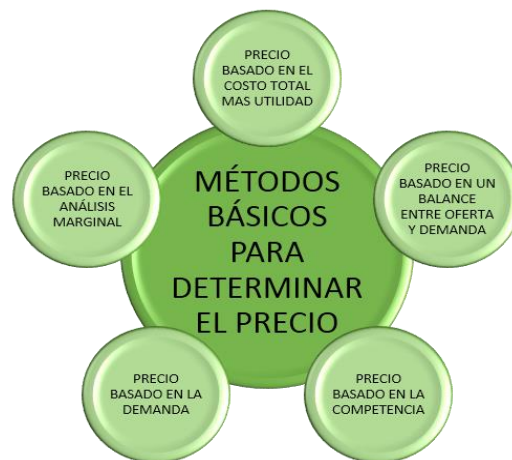 PRECIO
BASADO EN EL
COSTO TOTAL
MAS UTILIDAD
PRECIO
BASADO EN EL
ANÁLISIS
MARGINAL
MÉTODOS
BÁSICOS
PARA
DETERMINAR
EL PRECIO
PRECIO
BASADO EN UN
BALANCE
ENTRE OFERTA
Y DEMANDA
PRECIO
BASADO EN LA
DEMANDA
PRECIO
BASADO EN LA
COMPETENCIA